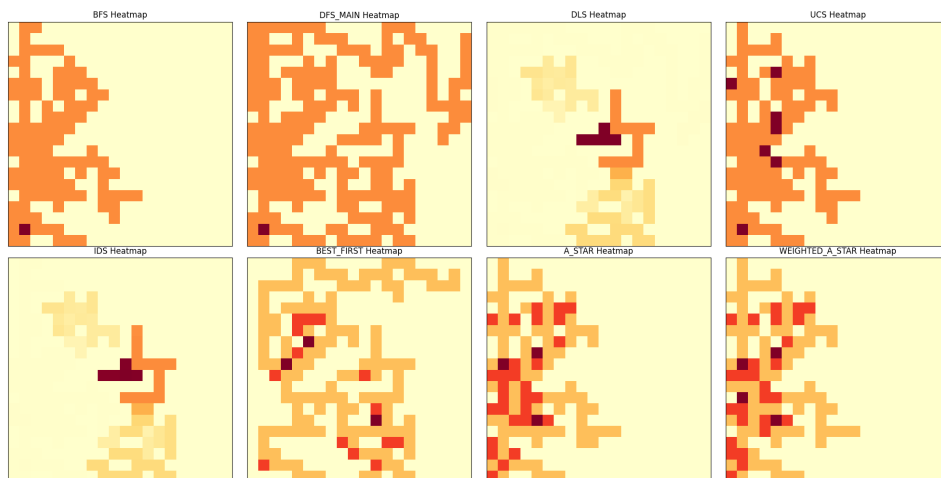 BFS Heatmap
DFS_MAIN Heatmap
DLS Heatmap
UCS Heatmap
IDS Heatmap
BEST_FIRST Heatmap
A_STAR Heatmap
WEIGHTED_A_STAR Heatmap